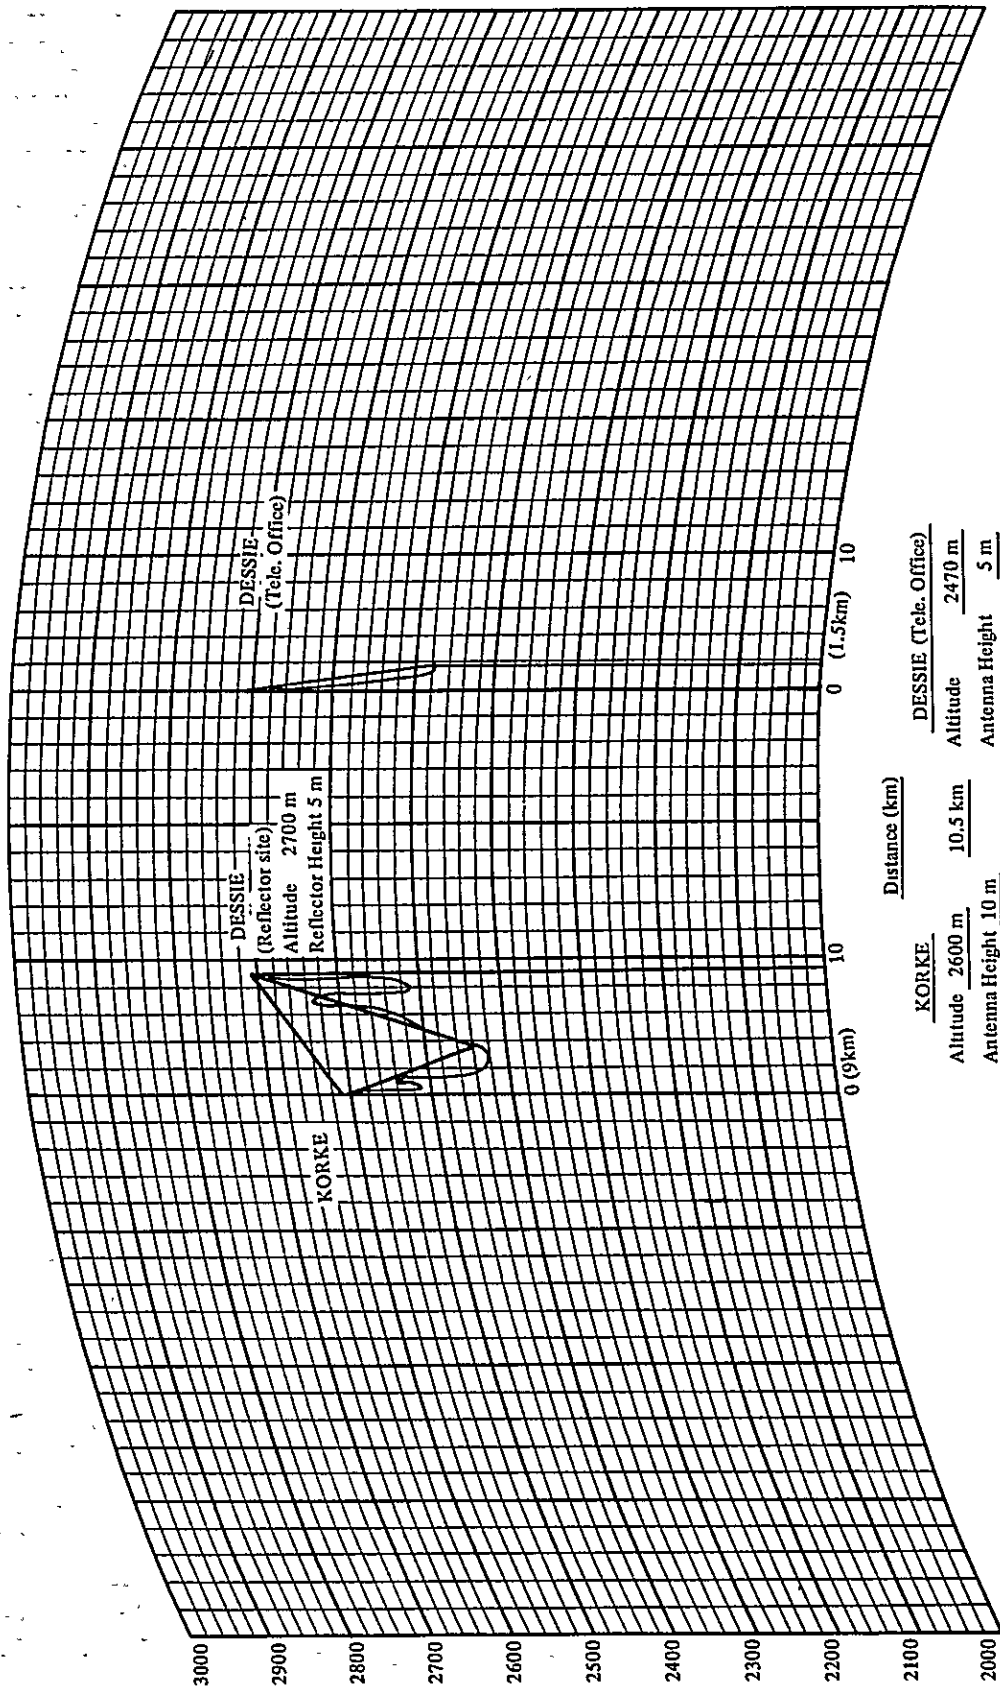 3000
2900
2800
2700
2600
2500
2400
2300
2200
2100
2000
KORKE
DESSIE
(Reflector site)
Altitude 2700 m
Reflector Height 5 m
DESSIE
(Tele. Office)
0 (9km)
10
0
(1.5km)
10
KORKE
Altitude 2600 m
Antenna Height 10 m
Distance (km)
10.5 km
DESSIE (Tele. Office)
Altitude 2470 m
Antenna Height 5 m